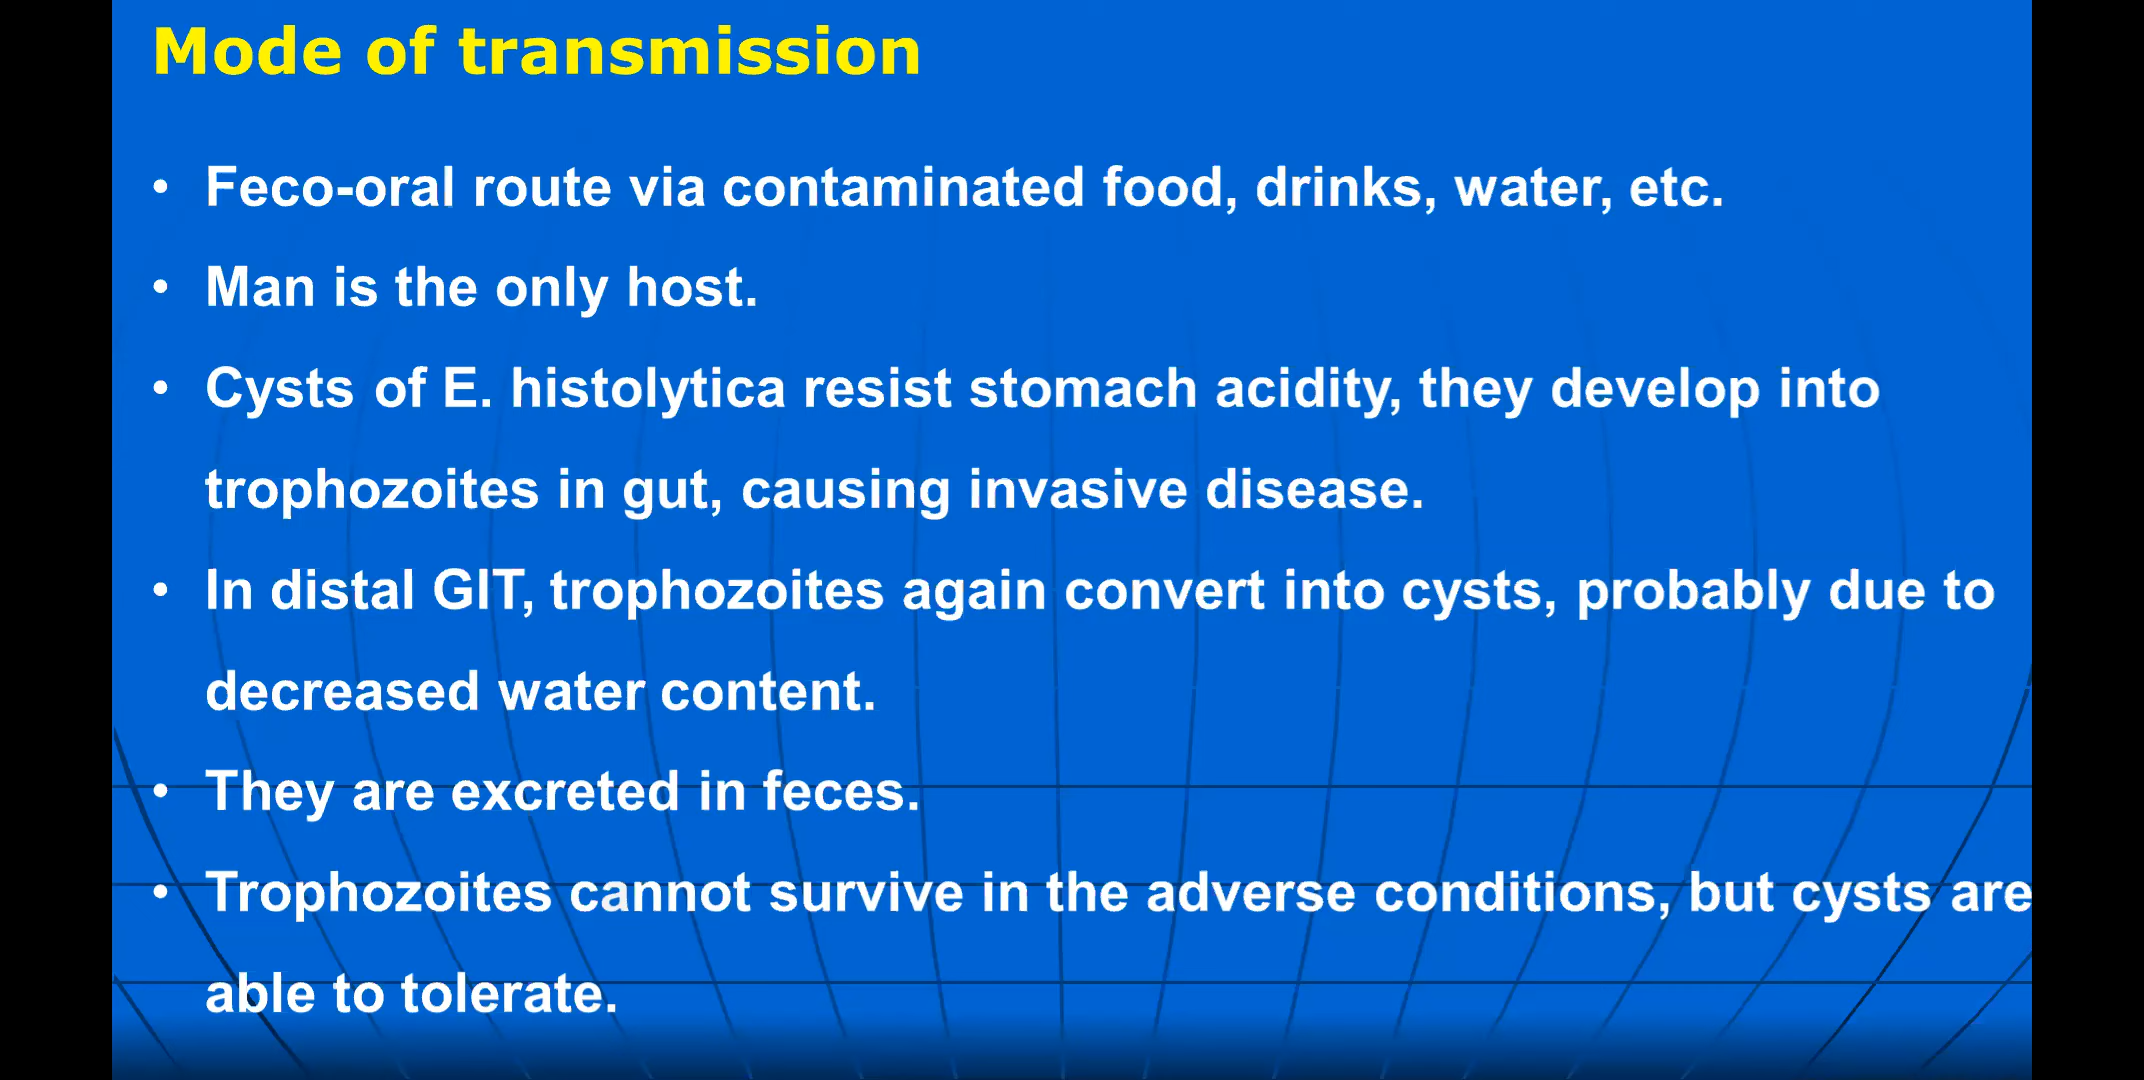 Mode of transmission
• Feco-oral route via contaminated food, drinks, water, etc.
• Man is the only host.
• Cysts of E. histolytica resist stomach acidity, they develop into
trophozoites in gut, causing invasive disease.
• In distal GIT, trophozoites again convert into cysts, probably due to
decreased water content.
• They are excreted in feces.
• Trophozoites cannot survive in the adverse conditions, but cysts are
able to tolerate.